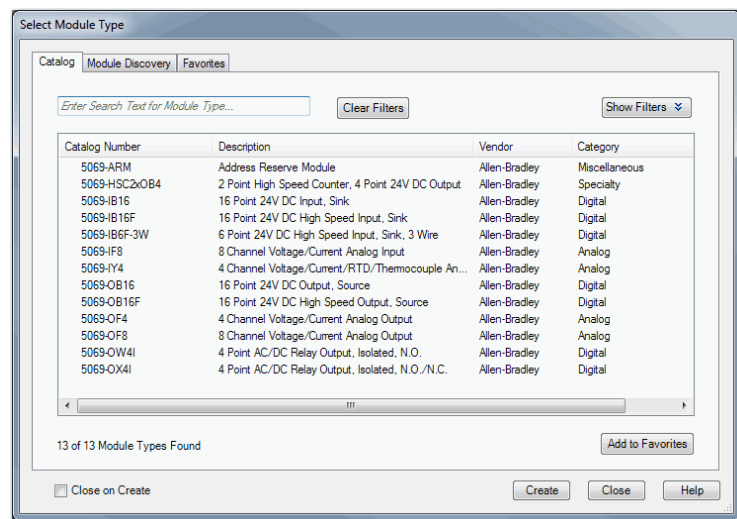 Select Module Type
Catalog Module Discovery Favorites
Enter Search Text for Module Type... Clear Filters Show Filters
Catalog Number Description Vendor Category
5069-ARM Address Reserve Module Allen-Bradley Miscellaneous
5069-HSC2xOB4 2 Point High Speed Counter, 4 Point 24V DC Output Allen-Bradley Specialty
5069-IB16 16 Point 24V DC Input, Sink Allen-Bradley Digital
5069-IB16F 16 Point 24V DC High Speed Input, Sink Allen-Bradley Digital
5069-IB6F-3W 6 Point 24V DC High Speed Input, Sink, 3 Wire Allen-Bradley Digital
5069-IF8 8 Channel Voltage/Current Analog Input Allen-Bradley Analog
5069-IY4 4 Channel Voltage/Current/RTD/Thermocouple An... Allen-Bradley Analog
5069-OB16 16 Point 24V DC Output, Source Allen-Bradley Digital
5069-OB16F 16 Point 24V DC High Speed Output, Source Allen-Bradley Digital
5069-OF4 4 Channel Voltage/Current Analog Output Allen-Bradley Analog
5069-OF8 8 Channel Voltage/Current Analog Output Allen-Bradley Analog
5069-OW4I 4 Point AC/DC Relay Output, Isolated, N.O. Allen-Bradley Digital
5069-OX4I 4 Point AC/DC Relay Output, Isolated, N.O./N.C. Allen-Bradley Digital
13 of 13 Module Types Found Add to Favorites
Close on Create Create Close Help